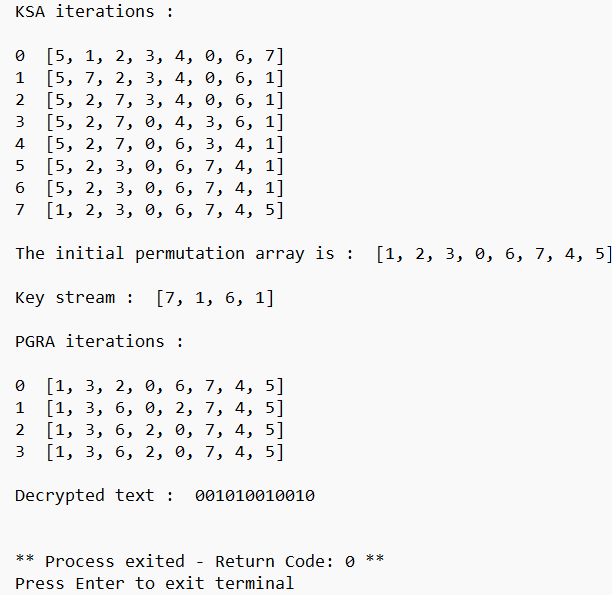 KSA iterations :
0 [5, 1, 2, 3, 4, 0, 6, 7]
1 [5, 7, 2, 3, 4, 0, 6, 1]
2 [5, 2, 7, 3, 4, 0, 6, 1]
3 [5, 2, 7, 0, 4, 3, 6, 1]
4 [5, 2, 7, 0, 6, 3, 4, 1]
5 [5, 2, 3, 0, 6, 7, 4, 1]
6 [5, 2, 3, 0, 6, 7, 4, 1]
7 [1, 2, 3, 0, 6, 7, 4, 5]
The initial permutation array is : [1, 2, 3, 0, 6, 7, 4, 5]
Key stream : [7, 1, 6, 1]
PGRA iterations :
0 [1, 3, 2, 0, 6, 7, 4, 5]
1 [1, 3, 6, 0, 2, 7, 4, 5]
2 [1, 3, 6, 2, 0, 7, 4, 5]
3 [1, 3, 6, 2, 0, 7, 4, 5]
Decrypted text : 001010010010
** Process exited - Return Code: 0 **
Press Enter to exit terminal